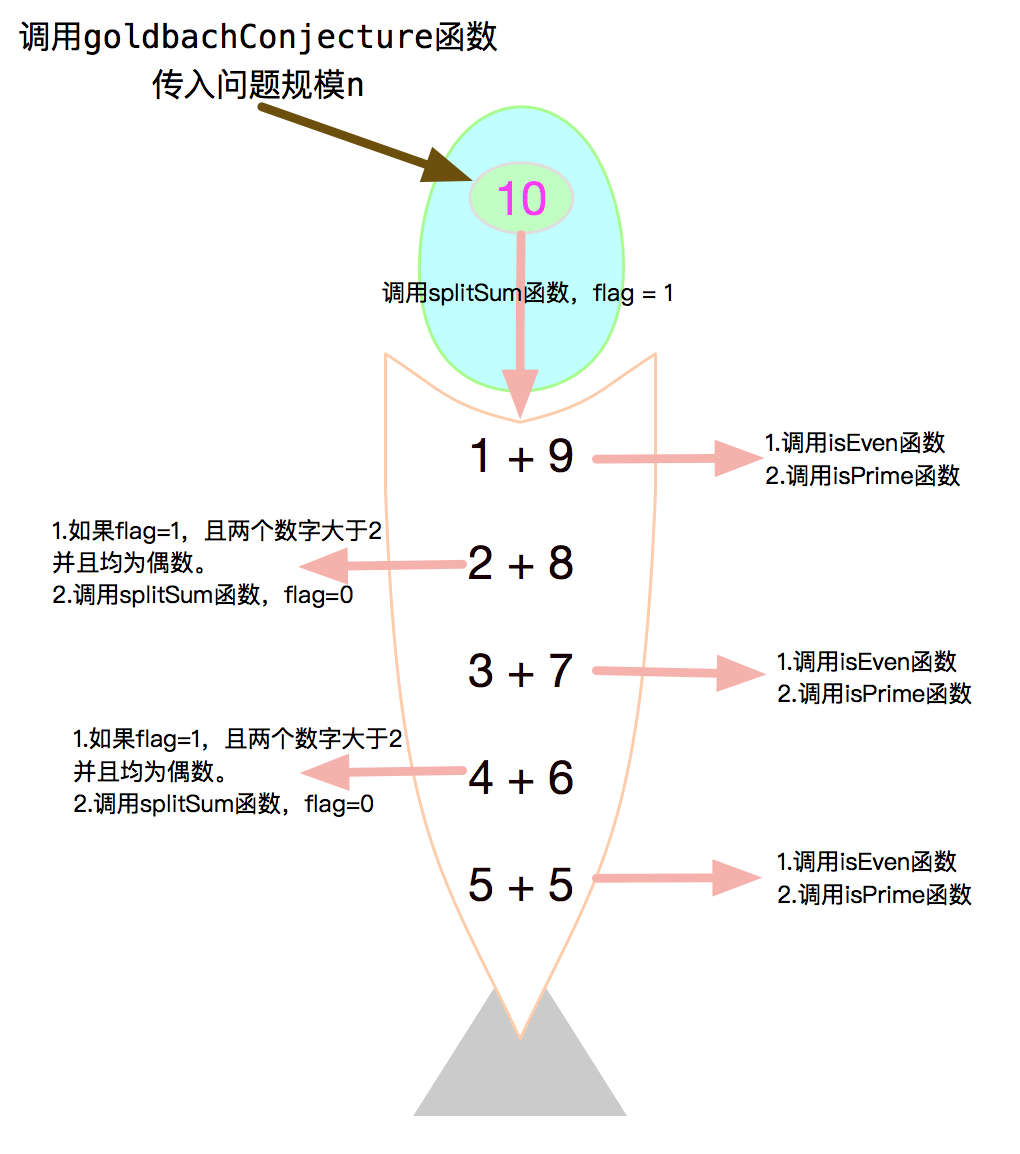 调用goldbachConjecture函数
传入问题规模n
10
调用splitSum函数，flag = 1
1 + 9
1.调用isEven函数
2.调用isPrime函数
1.如果flag=1，且两个数字大于2
并且均为偶数。
2.调用splitSum函数，flag=0
2 + 8
3 + 7
1.调用isEven函数
2.调用isPrime函数
1.如果flag=1，且两个数字大于2
并且均为偶数。
2.调用splitSum函数，flag=0
4 + 6
5 + 5
1.调用isEven函数
2.调用isPrime函数